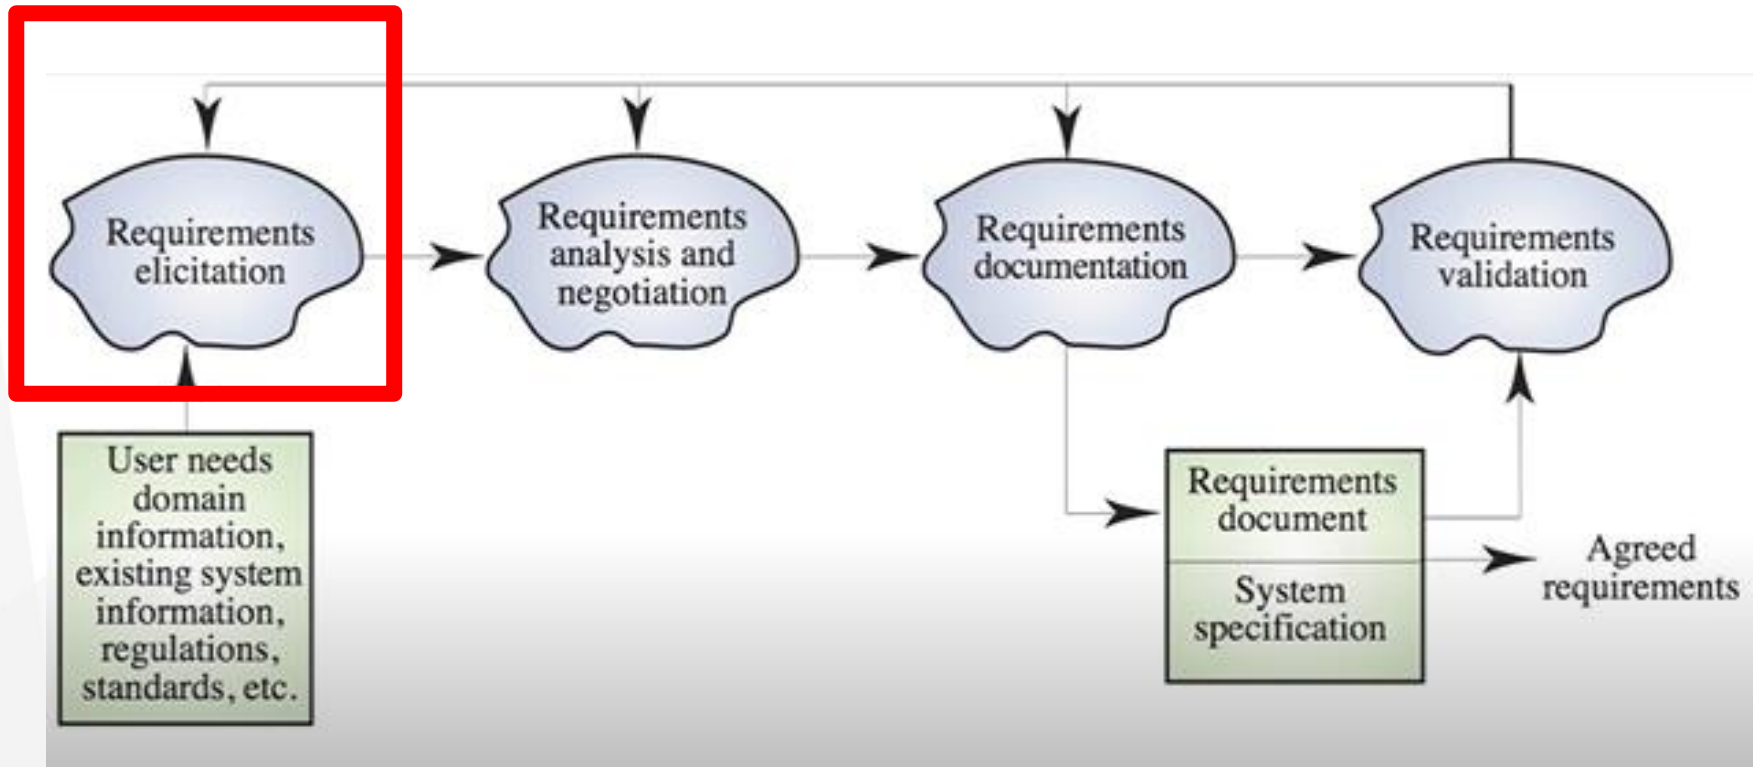 Requirements
elicitation
Requirements
analysis and
negotiation
Requirements
documentation
Requirements
validation
User needs
domain
information,
existing system
information,
regulations,
standards, etc.
Requirements
document
System
specification
Agreed
requirements